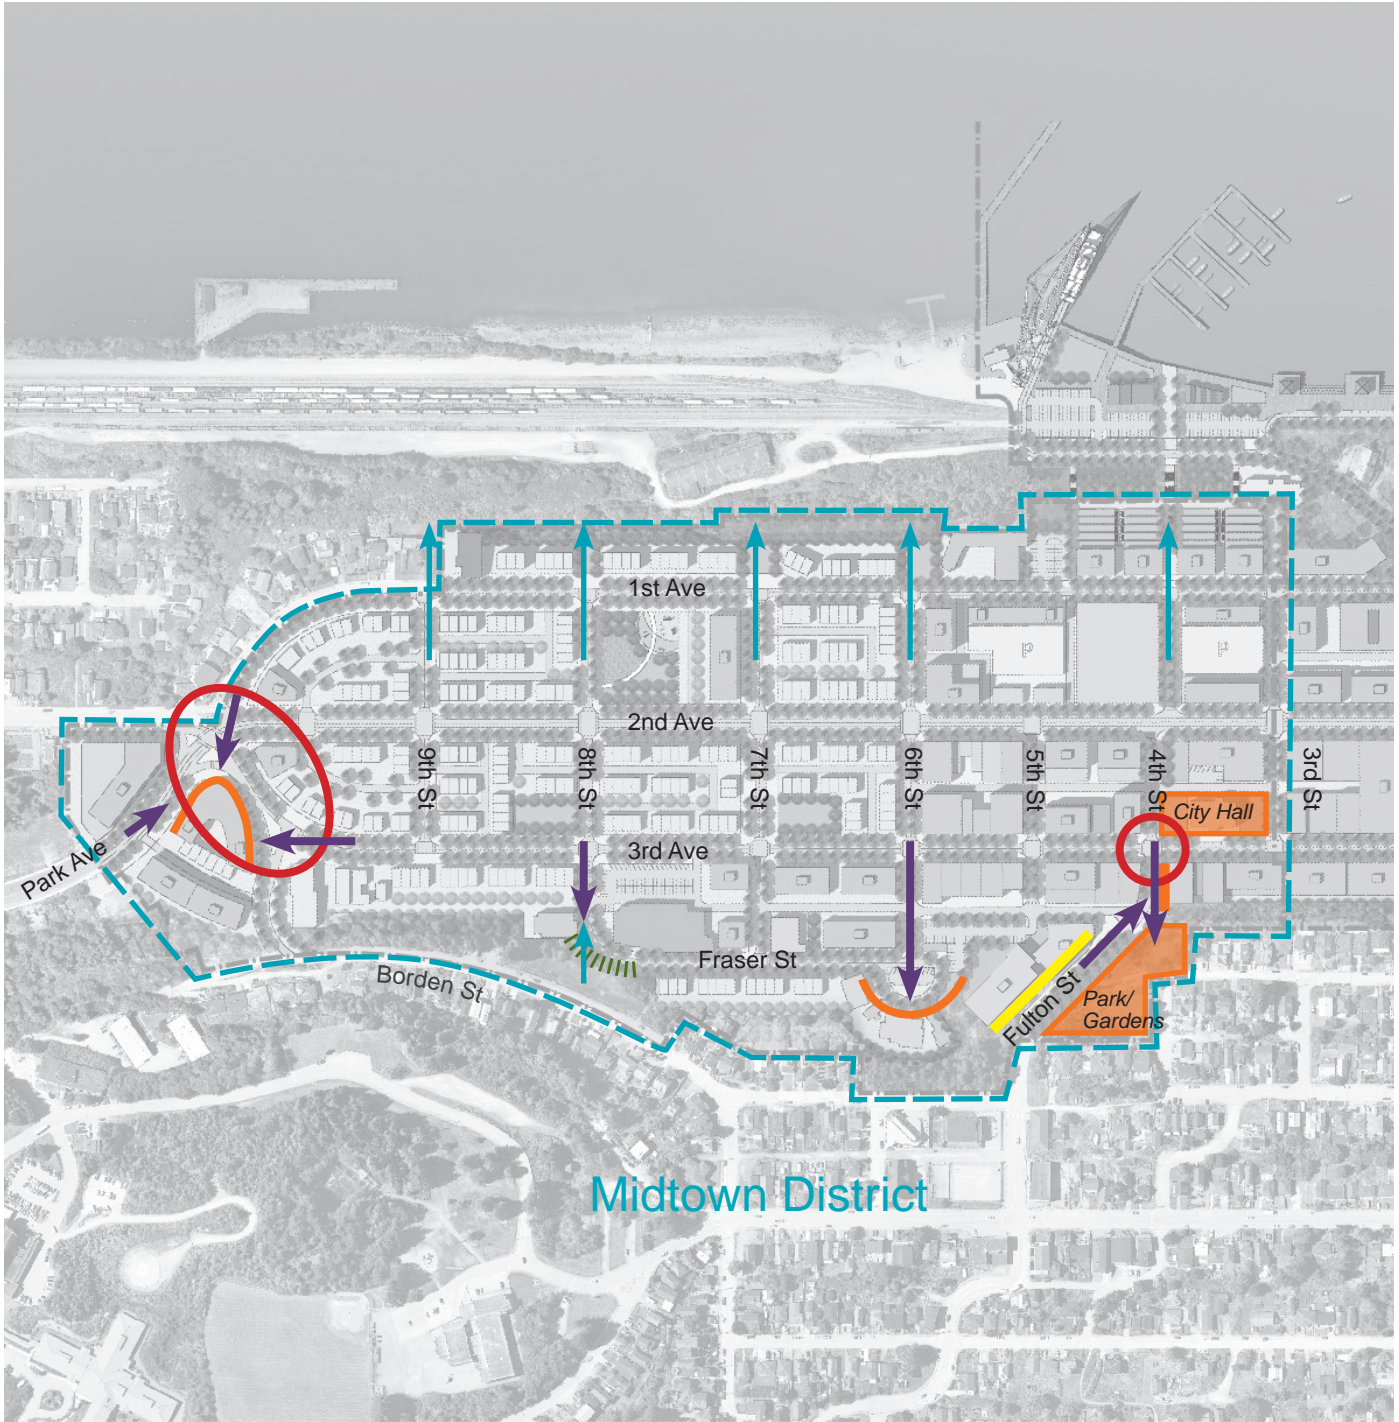 1st Ave
2nd Ave
9th St
8th St
7th St
6th St
5th St
4th St
3rd St
City Hall
3rd Ave
Park Ave
Fraser St
Borden St
Fulton St
Park/
Gardens
Midtown District